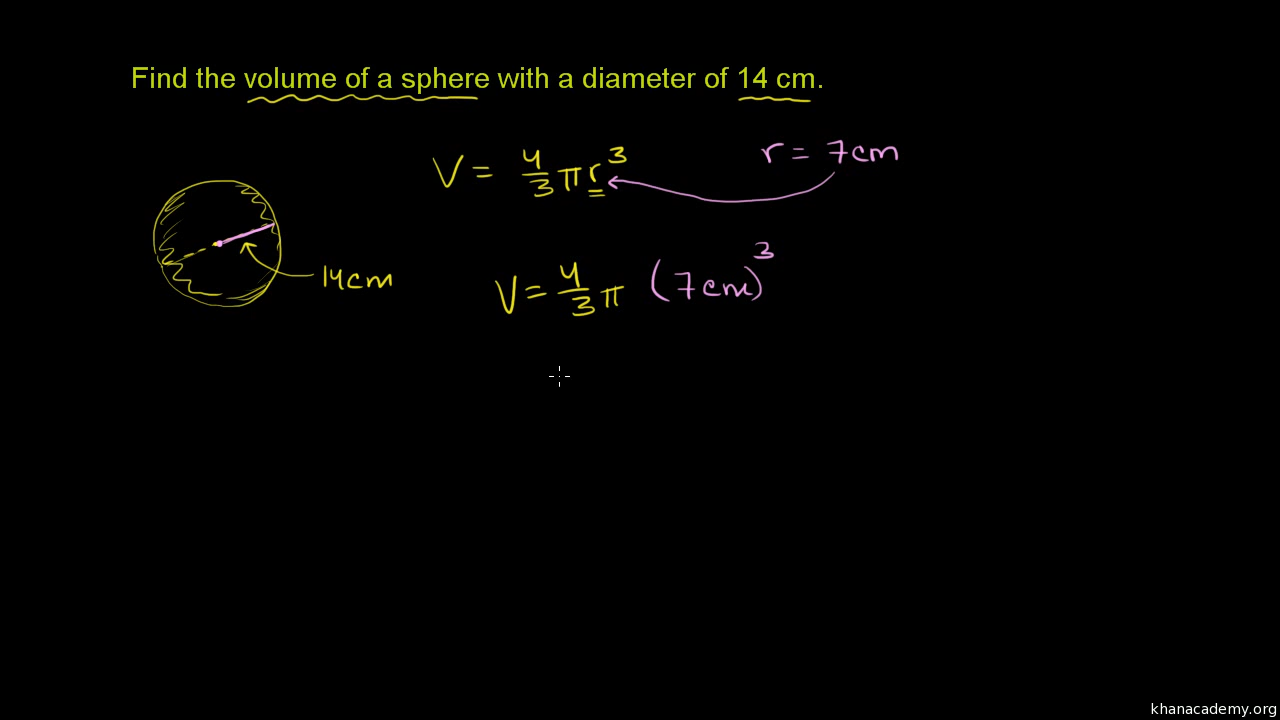 Find the volume of a sphere with a diameter of 14 cm.
V = 4/3 π r³
r = 7cm
14cm
V = 4/3 π (7cm)³
khanacademy.org